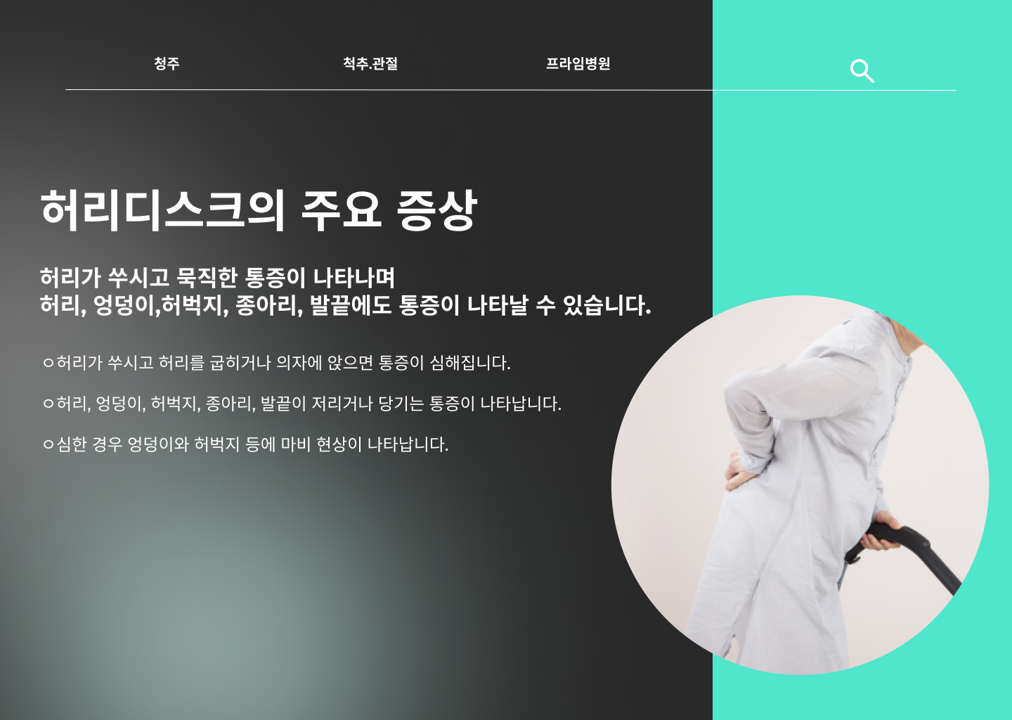 청주 척추.관절 프라임병원
허리디스크의 주요 증상
허리가 쑤시고 묵직한 통증이 나타나며
허리, 엉덩이,허벅지, 종아리, 발끝에도 통증이 나타날 수 있습니다.
ㅇ허리가 쑤시고 허리를 굽히거나 의자에 앉으면 통증이 심해집니다.
ㅇ허리, 엉덩이, 허벅지, 종아리, 발끝이 저리거나 당기는 통증이 나타납니다.
ㅇ심한 경우 엉덩이와 허벅지 등에 마비 현상이 나타납니다.